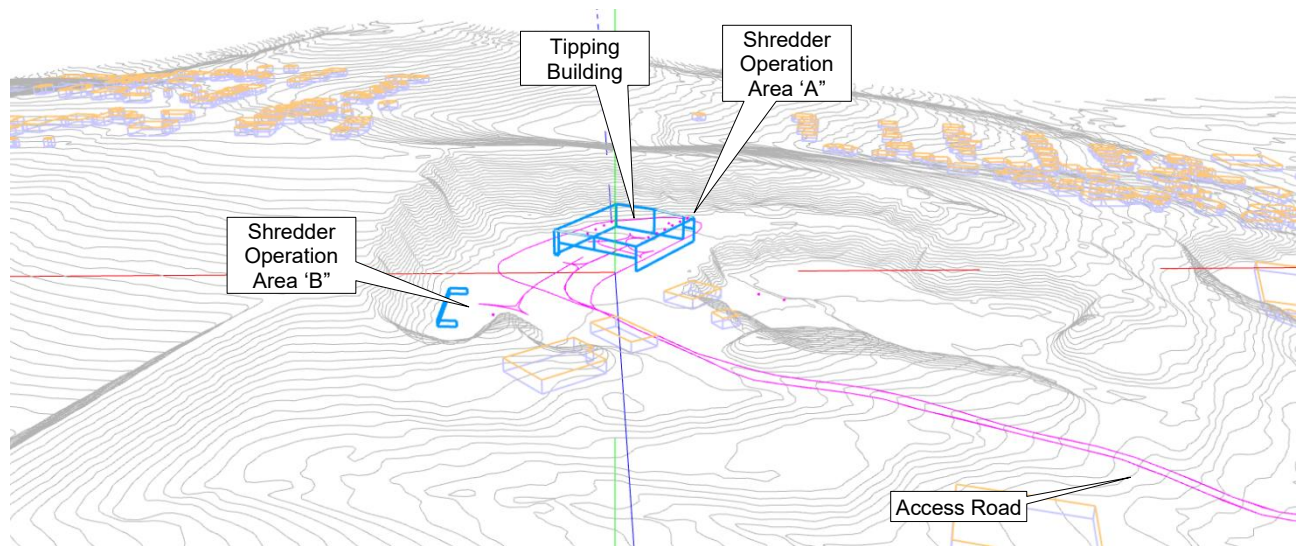 Tipping
Building
Shredder
Operation
Area ‘A”
Shredder
Operation
Area ‘B”
Access Road